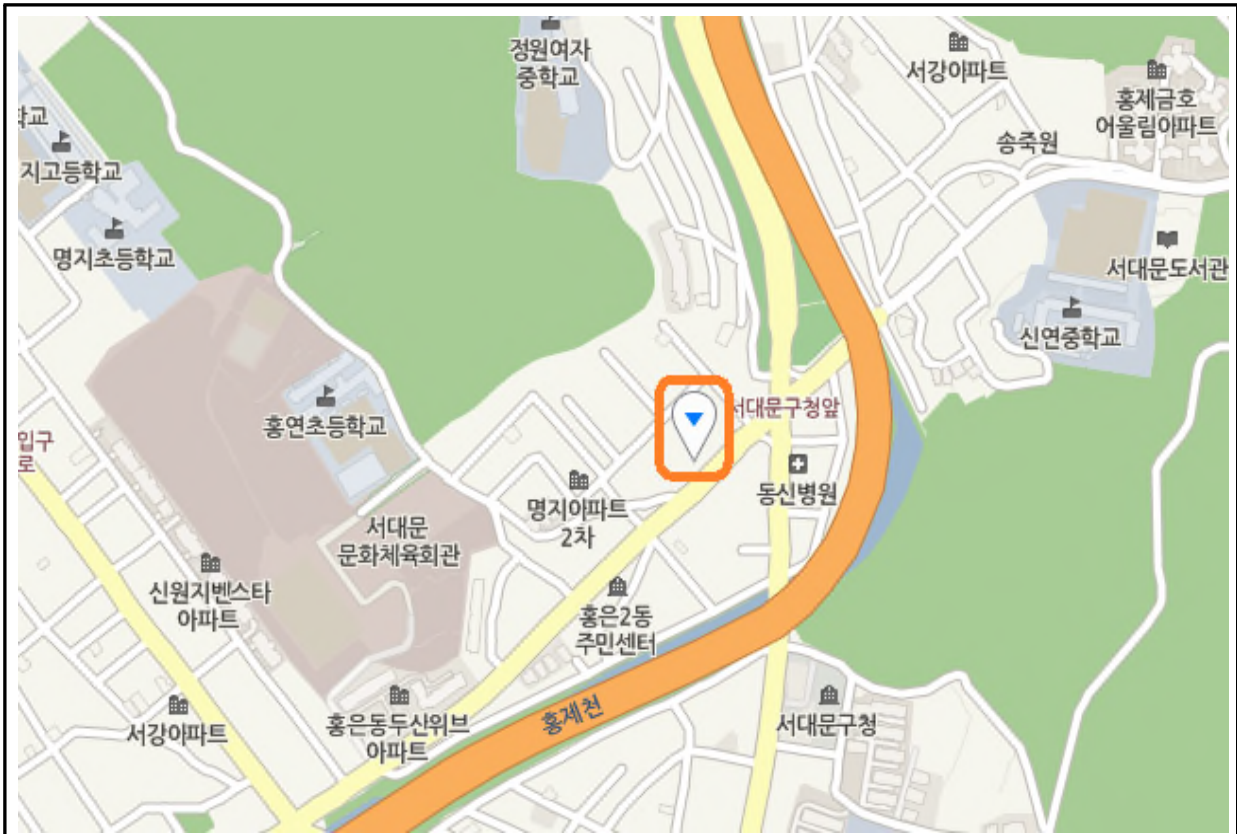 정원여자
중학교
서강아파트
홍제금호
어울림아파트
학교
송죽원
지고등학교
명지초등학교
서대문도서관
신연중학교
서대문구청앞
홍연초등학교
입구
로
동신병원
명지아파트
2차
서대문
문화체육회관
신원지벤스타
아파트
홍은2동
주민센터
홍제천
서강아파트
홍은동두산위브
아파트
서대문구청